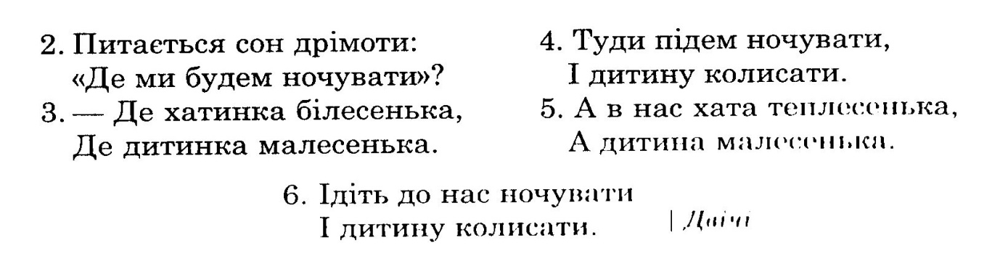 2. Питається сон дрімоти:
«Де ми будем ночувати»?
3. — Де хатинка білесенька,
Де дитинка малесенька.
4. Туди підем ночувати,
І дитину колисати.
5. А в нас хата теплесенька,
А дитина малесенька.
6. Ідіть до нас ночувати
І дитину колисати.
| Двічі